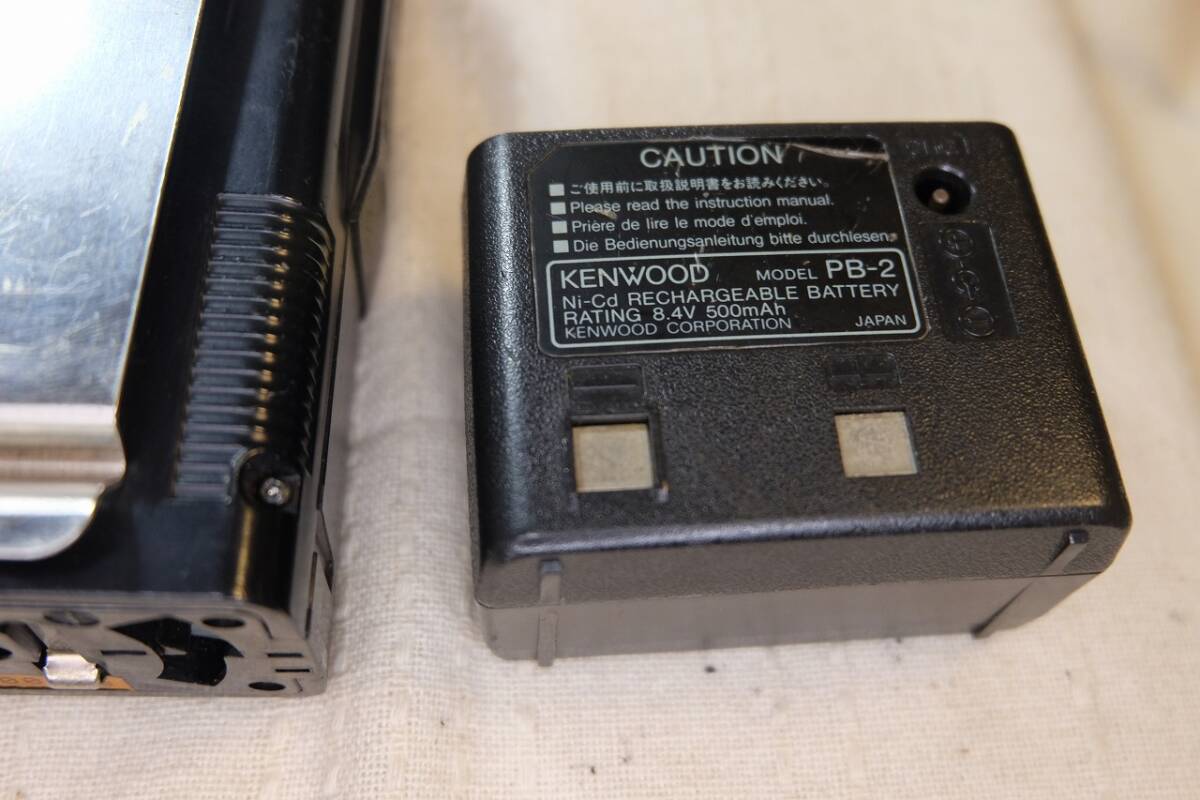 CAUTION
■ ご使用前に取扱説明書をお読みください。
■ Please read the instruction manual.
■ Prière de lire le mode d'emploi.
■ Die Bedienungsanleitung bitte durchlesen.
KENWOOD MODEL PB-2
Ni-Cd RECHARGEABLE BATTERY
RATING 8.4V 500mAh
KENWOOD CORPORATION JAPAN